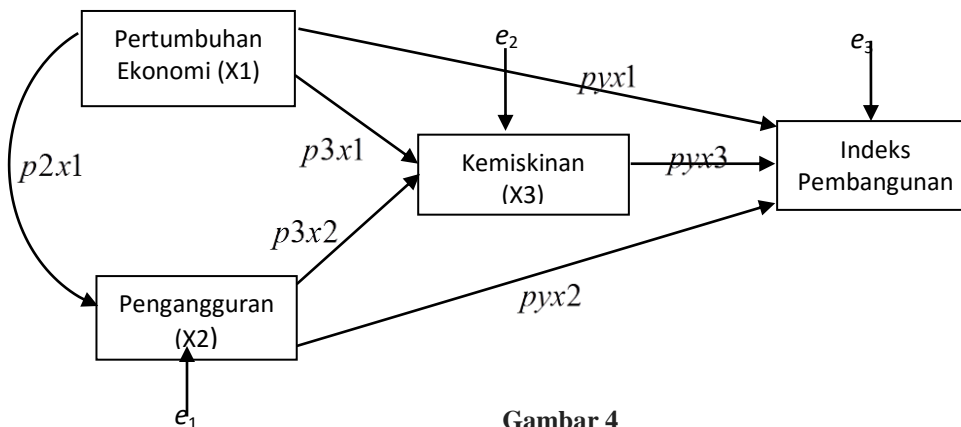 Pertumbuhan
Ekonomi (X1)
e2
e3
pyx1
p2x1
p3x1
Kemiskinan
(X3)
pyx3
Indeks
Pembangunan
p3x2
Pengangguran
(X2)
pyx2
e1
Gambar 4